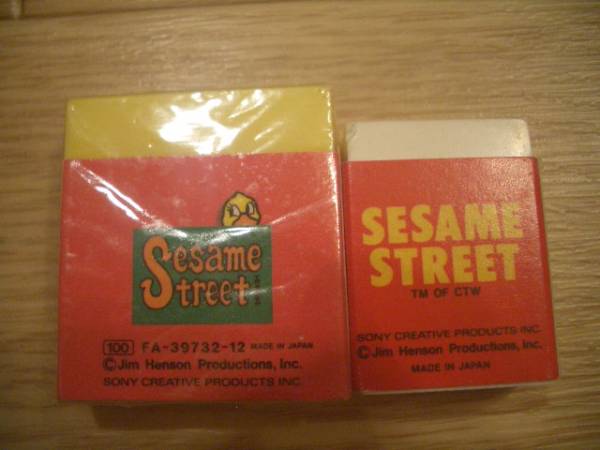 Sesame
Street
100 FA-39732-12 MADE IN JAPAN
©Jim Henson Productions, Inc.
SONY CREATIVE PRODUCTS INC.
SESAME
STREET
TM OF CTW
SONY CREATIVE PRODUCTS INC.
©Jim Henson Productions, Inc.
MADE IN JAPAN